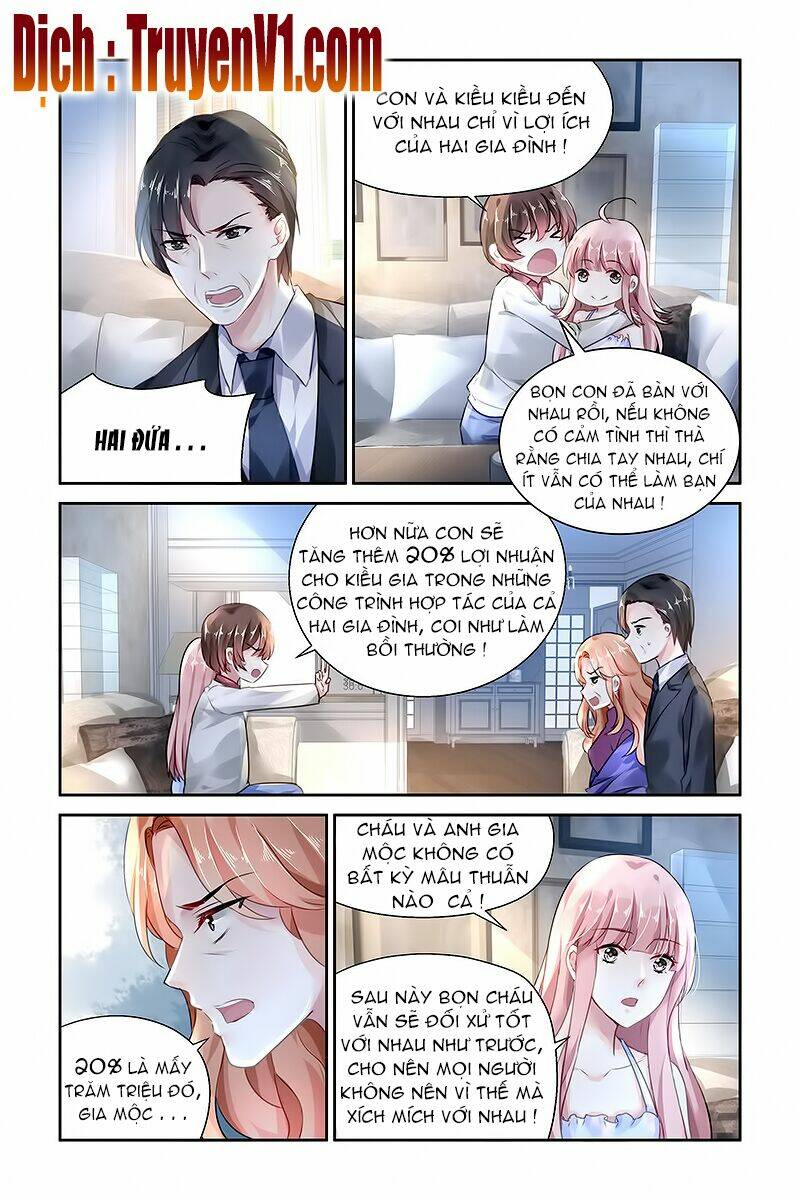 Dịch : TruyenV1.com
CON VÀ KIỀU KIỀU ĐẾN
VỚI NHAU CHỈ VÌ LỢI ÍCH
CỦA HAI GIA ĐÌNH !
HAI ĐỨA . . .
BỌN CON ĐÃ BÀN VỚI
NHAU RỒI, NẾU KHÔNG
CÓ CẢM TÌNH THÌ THÀ
RẰNG CHIA TAY NHAU, CHÍ
ÍT VẪN CÓ THỂ LÀM BẠN
CỦA NHAU !
HƠN NỮA CON SẼ
TĂNG THÊM 20% LỢI NHUẬN
CHO KIỀU GIA TRONG NHỮNG
CÔNG TRÌNH HỢP TÁC CỦA CẢ
HAI GIA ĐÌNH, COI NHƯ LÀM
BỒI THƯỜNG !
CHÁU VÀ ANH GIA
MỘC KHÔNG CÓ
BẤT KỲ MÂU THUẪN
NÀO CẢ !
20% LÀ MẤY
TRĂM TRIỆU ĐÓ,
GIA MỘC . . .
SAU NÀY BỌN CHÁU
VẪN SẼ ĐỐI XỬ TỐT
VỚI NHAU NHƯ TRƯỚC,
CHO NÊN MỌI NGƯỜI
KHÔNG NÊN VÌ THẾ MÀ
XÍCH MÍCH VỚI NHAU !